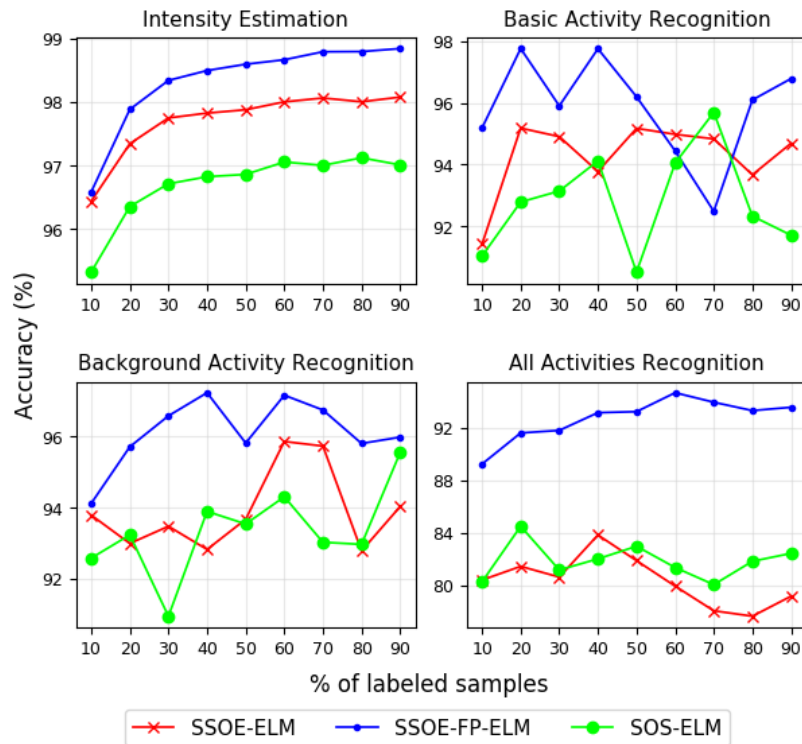 Intensity Estimation
Basic Activity Recognition
99
98
97
96
98
96
94
92
10 20 30 40 50 60 70 80 90
10 20 30 40 50 60 70 80 90
Accuracy (%)
Background Activity Recognition
All Activities Recognition
96
94
92
92
88
84
80
10 20 30 40 50 60 70 80 90
10 20 30 40 50 60 70 80 90
% of labeled samples
SSOE-ELM
SSOE-FP-ELM
SOS-ELM